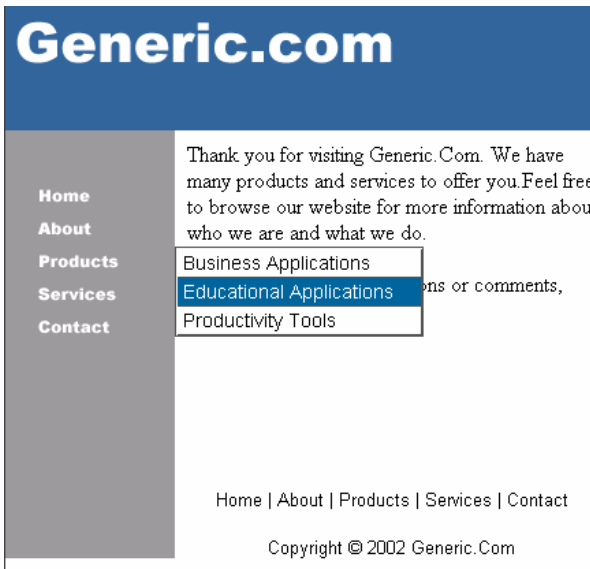 Generic.com
Home
About
Products
Services
Contact
Thank you for visiting Generic.Com. We have
many products and services to offer you.Feel free
to browse our website for more information abou
who we are and what we do.
Business Applications
Educational Applications
Productivity Tools
ons or comments,
Home | About | Products | Services | Contact
Copyright © 2002 Generic.Com